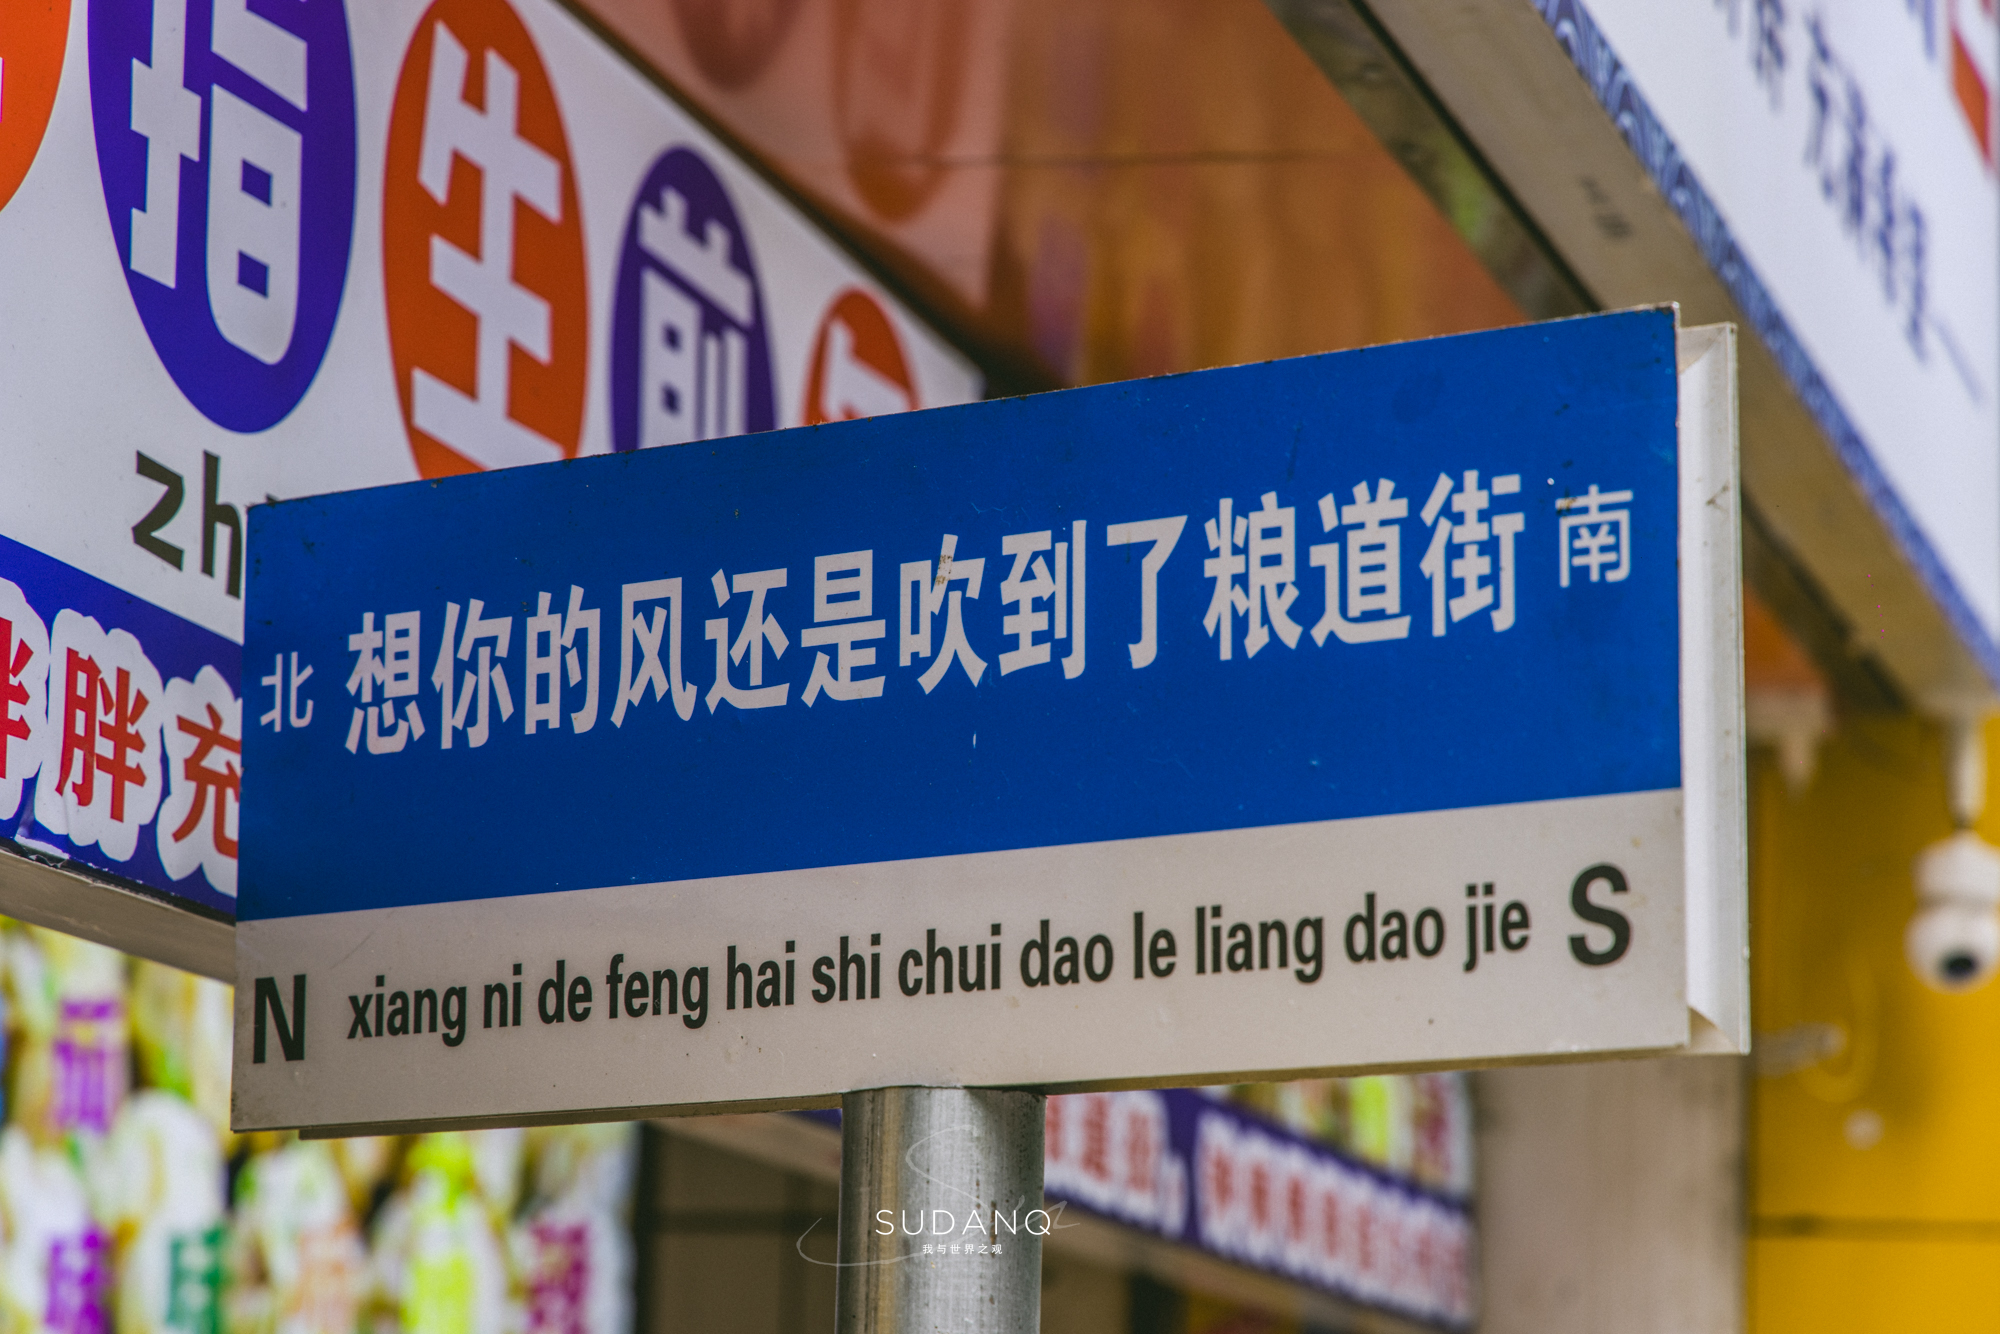 指生煎
zh
胖胖充
北 想你的风还是吹到了粮道街 南
N xiang ni de feng hai shi chui dao le liang dao jie S
SUDANQ
我与世界之观